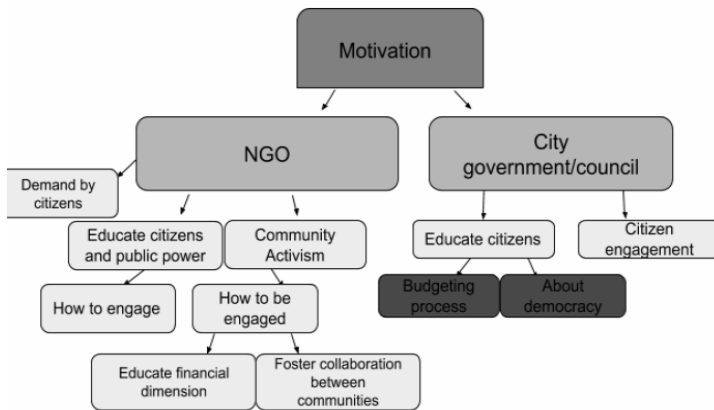 Motivation
NGO
City
government/council
Demand by
citizens
Educate citizens
and public power
Community
Activism
Educate citizens
Citizen
engagement
How to engage
How to be
engaged
Budgeting
process
About
democracy
Educate financial
dimension
Foster collaboration
between
communities